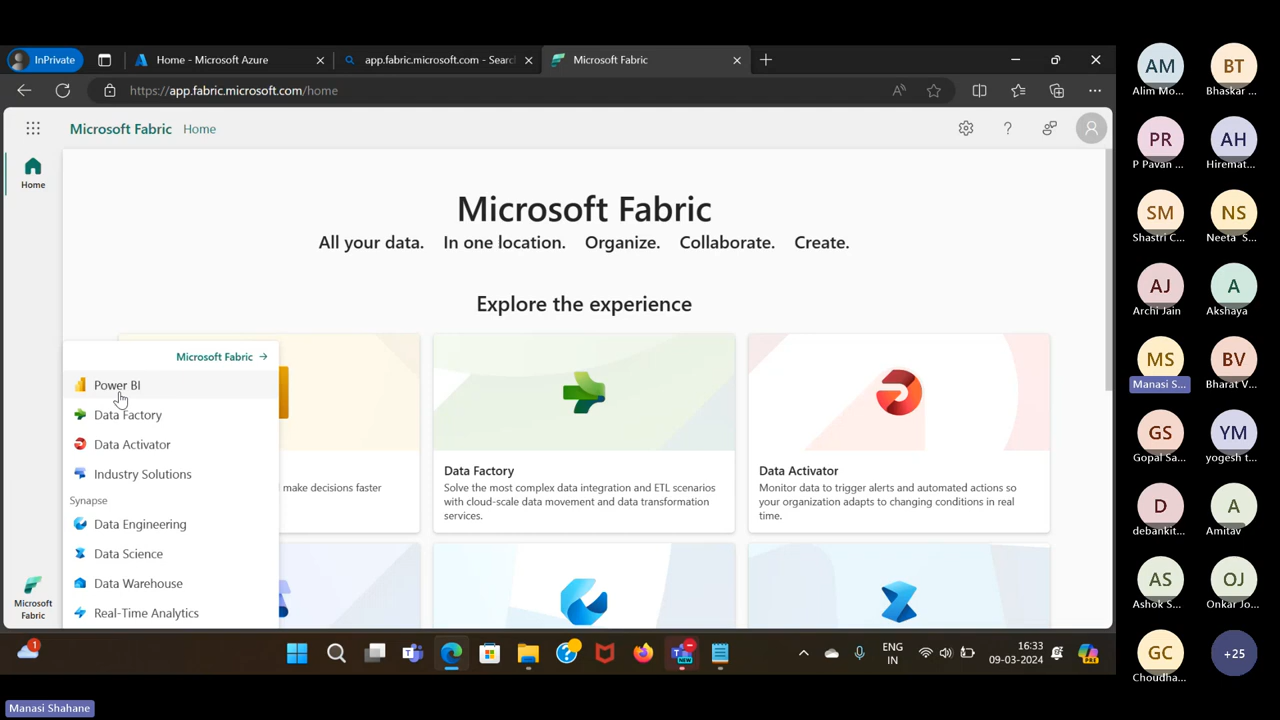 InPrivate
Home - Microsoft Azure
app.fabric.microsoft.com - Searc
Microsoft Fabric
https://app.fabric.microsoft.com/home
Microsoft Fabric Home
Home
Microsoft Fabric
All your data. In one location. Organize. Collaborate. Create.
Explore the experience
Microsoft Fabric
Power BI
Data Factory
Data Activator
Industry Solutions
Synapse
Data Engineering
Data Science
Data Warehouse
Real-Time Analytics
Microsoft
Fabric
make decisions faster
Data Factory
Solve the most complex data integration and ETL scenarios
with cloud-scale data movement and data transformation
services.
Data Activator
Monitor data to trigger alerts and automated actions so
your organization adapts to changing conditions in real
time.
1
NEW
ENG
IN
16:33
09-03-2024
PRE
AM
Alim Mo...
BT
Bhaskar ...
PR
P Pavan ...
AH
Hiremat...
SM
Shastri C...
NS
Neeta S...
AJ
Archi Jain
A
Akshaya
MS
Manasi S...
BV
Bharat V...
GS
Gopal Sa...
YM
yogesh t...
D
debankit...
A
Amitav
AS
Ashok S...
OJ
Onkar Jo...
GC
Choudha...
+25
Manasi Shahane